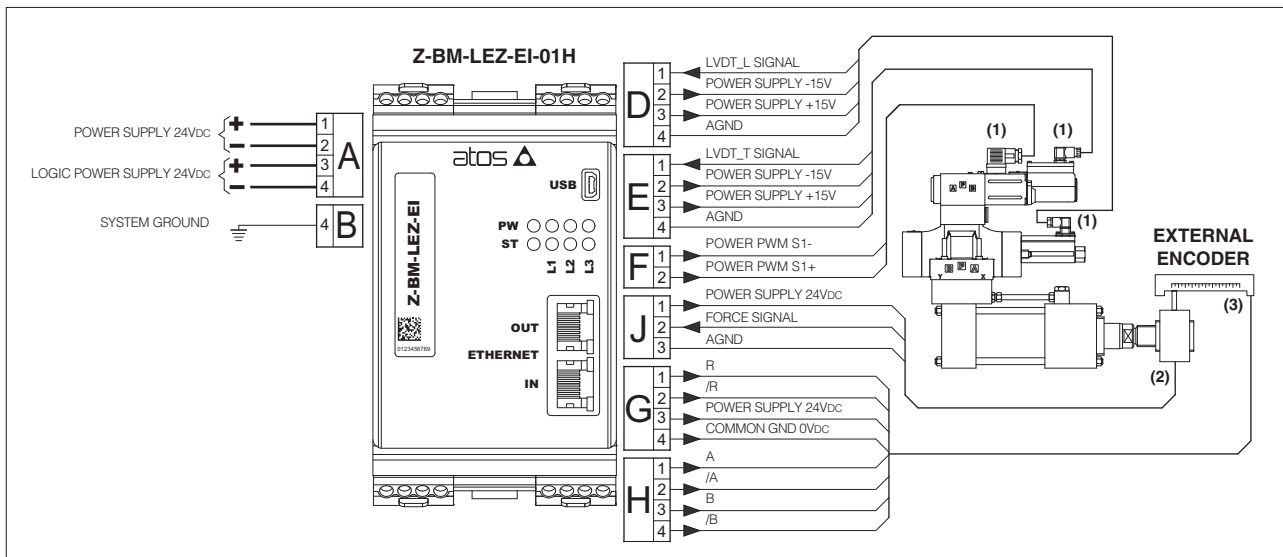 Z-BM-LEZ-EI-01H
POWER SUPPLY 24VDC
+
-
LOGIC POWER SUPPLY 24VDC
+
-
1
2
3
4
A
SYSTEM GROUND
4
B
atos
USB
PW
ST
L1
L2
L3
Z-BM-LEZ-EI
0123456789
OUT
ETHERNET
IN
D
1
LVDT_L SIGNAL
2
POWER SUPPLY -15V
3
POWER SUPPLY +15V
4
AGND
E
1
LVDT_T SIGNAL
2
POWER SUPPLY -15V
3
POWER SUPPLY +15V
4
AGND
F
1
POWER PWM S1-
2
POWER PWM S1+
J
1
POWER SUPPLY 24VDC
2
FORCE SIGNAL
3
AGND
G
1
R
2
/R
3
POWER SUPPLY 24VDC
4
COMMON GND 0VDC
H
1
A
2
/A
3
B
4
/B
(1)
(1)
A P B
(1)
B P A
Y
X
EXTERNAL
ENCODER
(3)
(2)